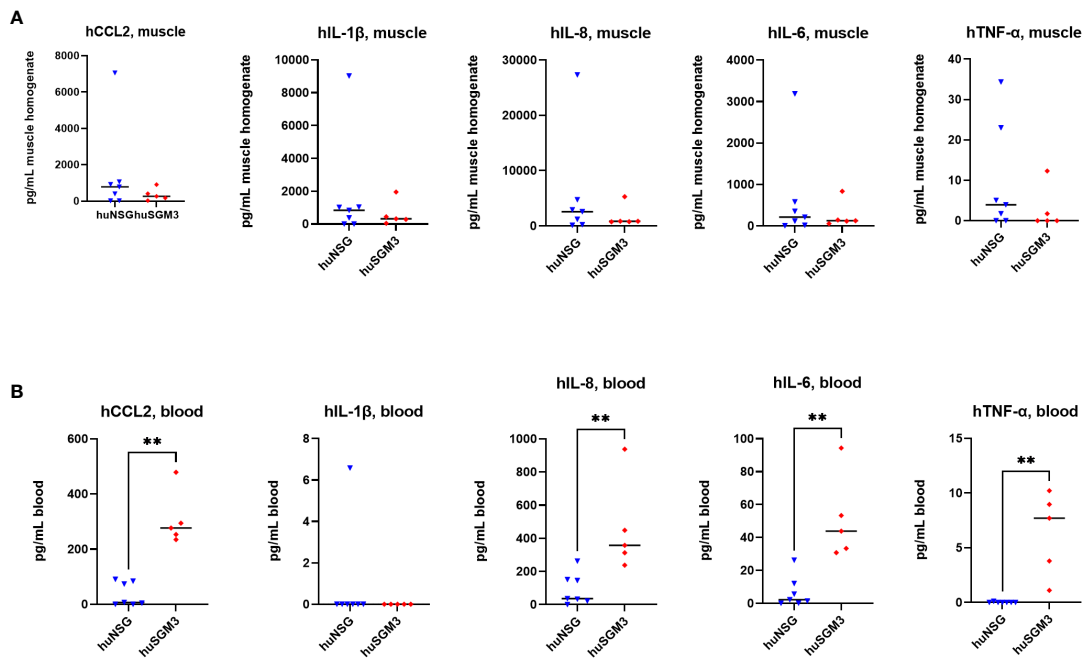 A
hCCL2, muscle
pg/mL muscle homogenate
8000
6000
4000
2000
0
huNSG
huSGM3
hIL-1β, muscle
pg/mL muscle homogenate
10000
8000
6000
4000
2000
0
huNSG
huSGM3
hIL-8, muscle
pg/mL muscle homogenate
30000
20000
10000
0
huNSG
huSGM3
hIL-6, muscle
pg/mL muscle homogenate
4000
3000
2000
1000
0
huNSG
huSGM3
hTNF-α, muscle
pg/mL muscle homogenate
40
30
20
10
0
huNSG
huSGM3
B
hCCL2, blood
pg/mL blood
600
400
200
0
**
huNSG
huSGM3
hIL-1β, blood
pg/mL blood
8
6
4
2
0
huNSG
huSGM3
hIL-8, blood
pg/mL blood
1000
800
600
400
200
0
**
huNSG
huSGM3
hIL-6, blood
pg/mL blood
100
80
60
40
20
0
**
huNSG
huSGM3
hTNF-α, blood
pg/mL blood
15
10
5
0
**
huNSG
huSGM3